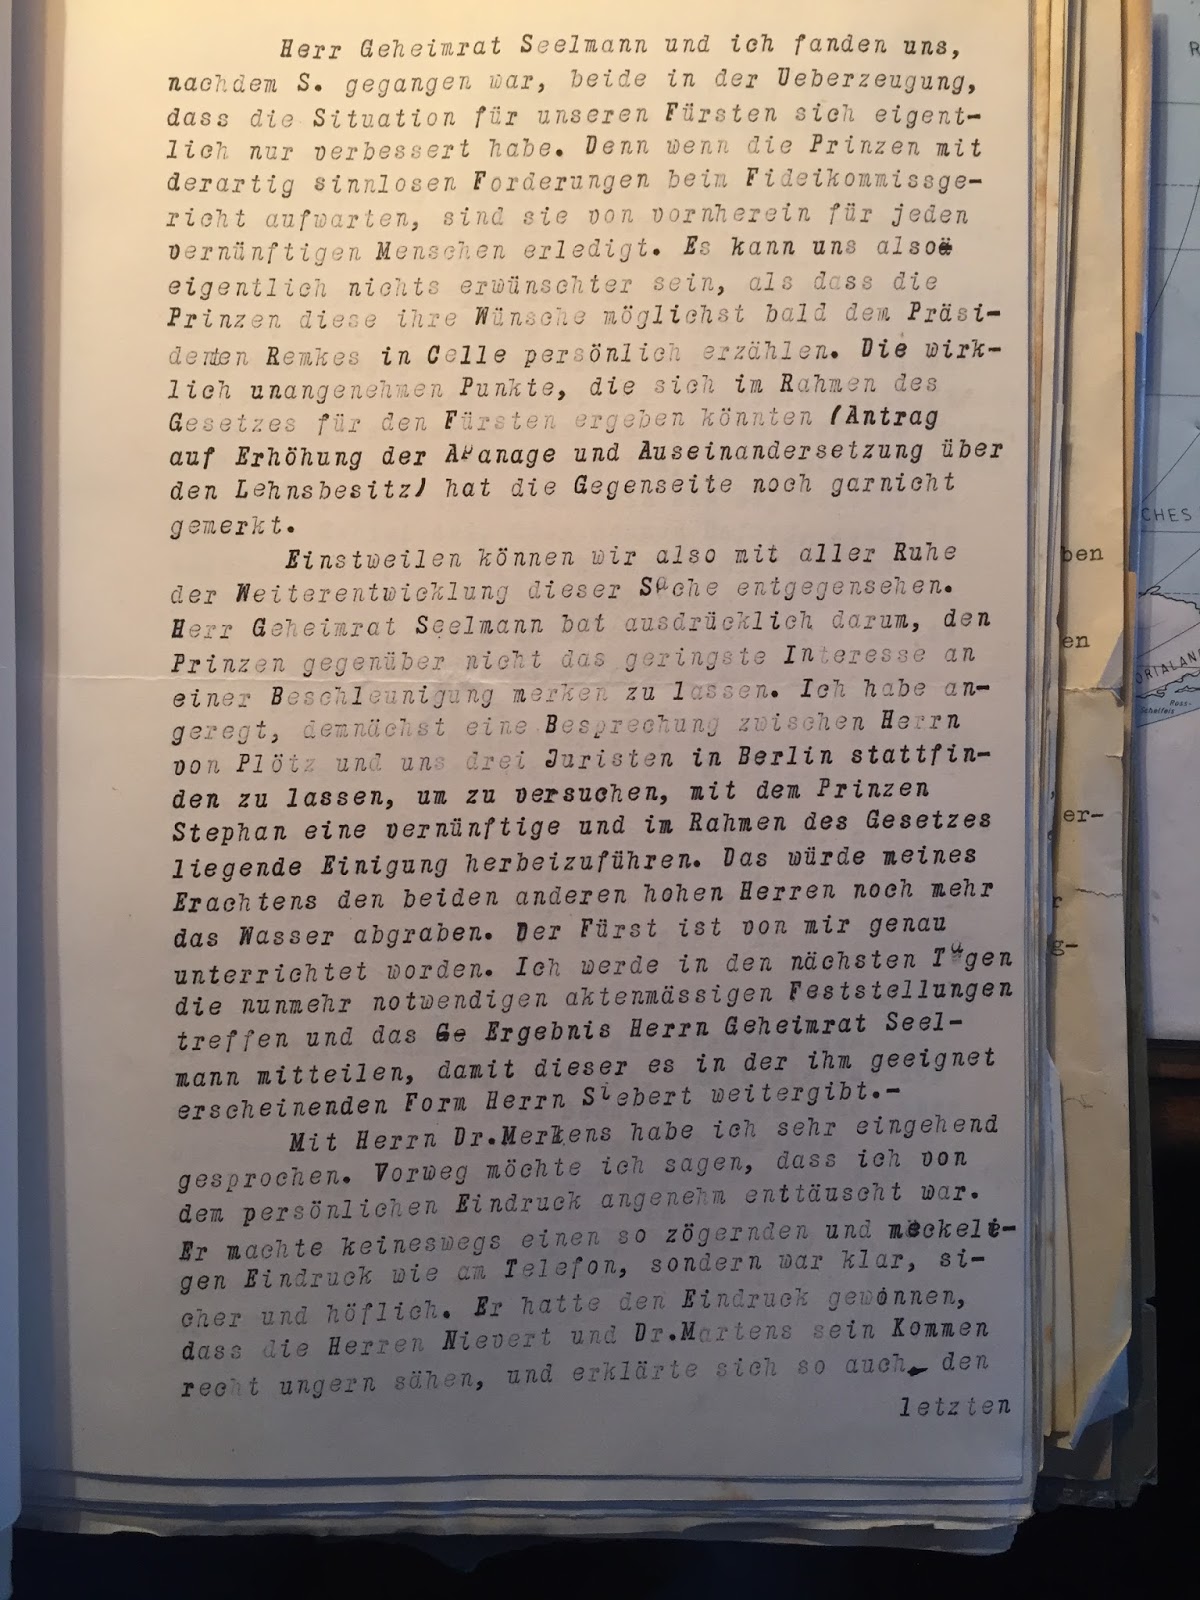 Herr Geheimrat Seelmann und ich fanden uns,
nachdem S. gegangen war, beide in der Ueberzeugung,
dass die Situation für unseren Fürsten sich eigent-
lich nur verbessert habe. Denn wenn die Prinzen mit
derartig sinnlosen Forderungen beim Fideikommissge-
richt aufwarten, sind sie von vornherein für jeden
vernünftigen Menschen erledigt. Es kann uns also
eigentlich nichts erwünschter sein, als dass die
Prinzen diese ihre Wünsche möglichst bald dem Präsi-
denten Remkes in Celle persönlich erzählen. Die wirk-
lich unangenehmen Punkte, die sich im Rahmen des
Gesetzes für den Fürsten ergeben könnten (Antrag
auf Erhöhung der Apanage und Auseinandersetzung über
den Lehnsbesitz) hat die Gegenseite noch garnicht
gemerkt.
Einstweilen können wir also mit aller Ruhe
der Weiterentwicklung dieser Sache entgegensehen.
Herr Geheimrat Seelmann bat ausdrücklich darum, den
Prinzen gegenüber nicht das geringste Interesse an
einer Beschleunigung merken zu lassen. Ich habe an-
geregt, demnächst eine Besprechung zwischen Herrn
von Plötz und uns drei Juristen in Berlin stattfin-
den zu lassen, um zu versuchen, mit dem Prinzen
Stephan eine vernünftige und im Rahmen des Gesetzes
liegende Einigung herbeizuführen. Das würde meines
Erachtens den beiden anderen hohen Herren noch mehr
das Wasser abgraben. Der Fürst ist von mir genau
unterrichtet worden. Ich werde in den nächsten Tagen
die nunmehr notwendigen aktenmässigen Feststellungen
treffen und das Ge Ergebnis Herrn Geheimrat Seel-
mann mitteilen, damit dieser es in der ihm geeignet
erscheinenden Form Herrn Siebert weitergibt.-
Mit Herrn Dr.Merkens habe ich sehr eingehend
gesprochen. Vorweg möchte ich sagen, dass ich von
dem persönlichen Eindruck angenehm enttäuscht war.
Er machte keineswegs einen so zögernden und
gen Eindruck wie am Telefon, sondern war klar, si-
cher und höflich. Er hatte den Eindruck gewonnen,
dass die Herren Nievert und Dr.Martens sein Kommen
recht ungern sähen, und erklärte sich so auch den
letzten
ben
en
er-
r
g-
CHES
Ross-
Schelfeis